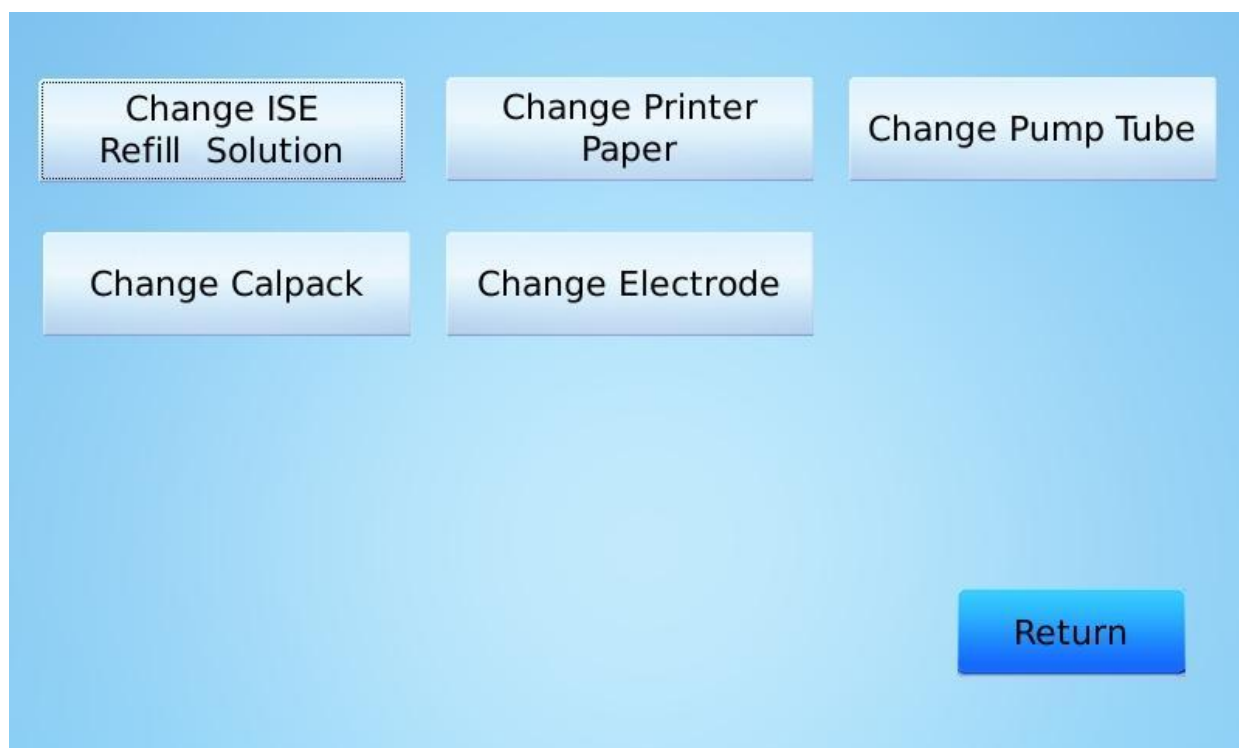 Change ISE
Refill  Solution
Change Printer
Paper
Change Pump Tube
Change Calpack
Change Electrode
Return